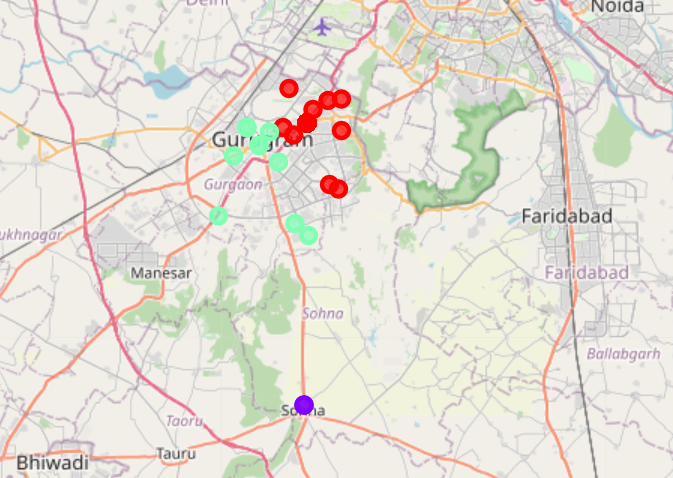 Delhi
Noida
Gurugram
Gurgaon
Faridabad
ukhnagar
Manesar
Faridabad
Sohna
Ballabgarh
Sohna
Taoru
Tauru
Bhiwadi